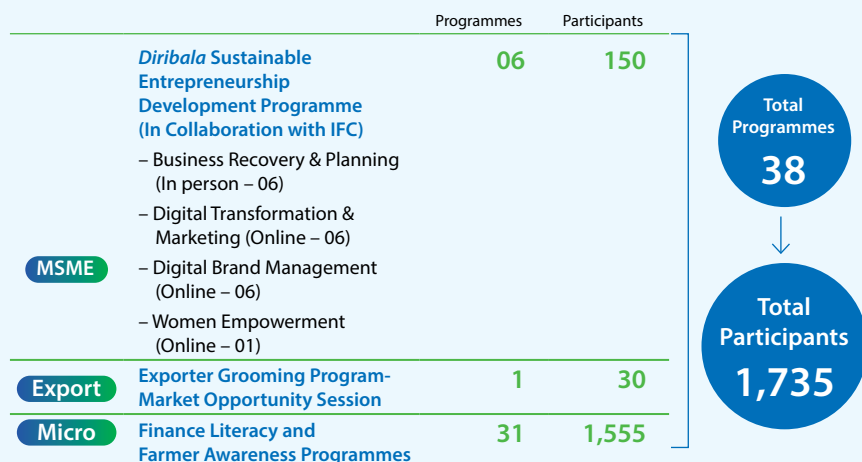 Programmes Participants
Diribala Sustainable 06 150
Entrepreneurship
Development Programme
(In Collaboration with IFC)
– Business Recovery & Planning
(In person – 06)
– Digital Transformation &
Marketing (Online – 06)
MSME
– Digital Brand Management
(Online – 06)
– Women Empowerment
(Online – 01)
Export
Exporter Grooming Program- 1 30
Market Opportunity Session
Micro
Finance Literacy and 31 1,555
Farmer Awareness Programmes
Total
Programmes
38
Total
Participants
1,735